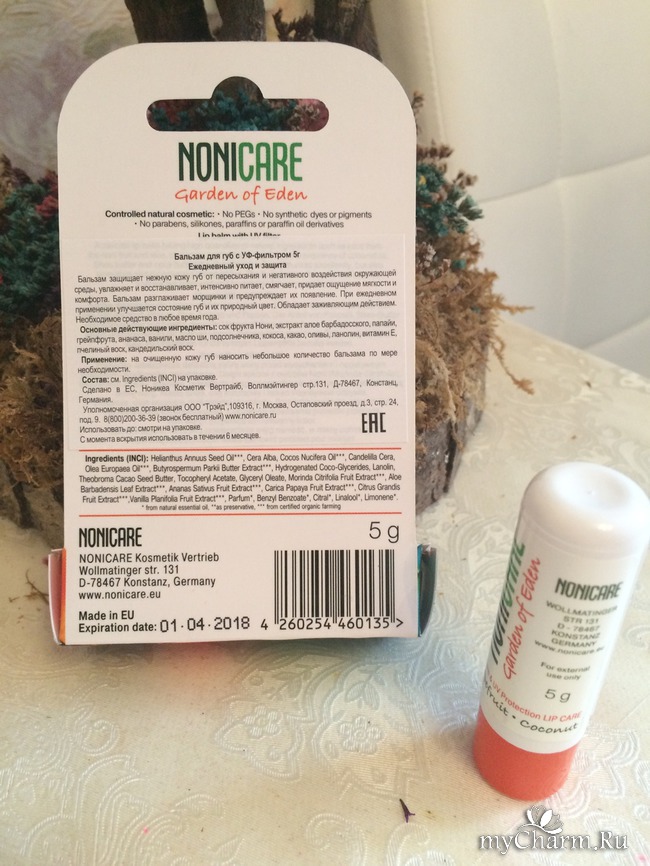 NONICARE
Garden of Eden
Controlled natural cosmetic: • No PEGs • No synthetic dyes or pigments
• No parabens, silikones, paraffins or paraffin oil derivatives
Lip balm with UV filter
Бальзам для губ с УФ-фильтром 5г
Ежедневный уход и защита
Бальзам защищает нежную кожу губ от пересыхания и негативного воздействия окружающей
среды, увлажняет и восстанавливает, интенсивно питает, смягчает, придает ощущение мягкости и
комфорта. Бальзам разглаживает морщинки и предупреждает их появление. При ежедневном
применении улучшается состояние губ и их природный цвет. Обладает заживляющим действием.
Необходимое средство в любое время года.
Основные действующие ингредиенты: сок фрукта Нони, экстракт алое барбадосского, папайи,
грейпфрута, ананаса, ванили, масло ши, подсолнечника, кокоса, какао, оливы, ланолин, витамин Е,
пчелиный воск, кандедильский воск.
Применение: на очищенную кожу губ наносить небольшое количество бальзама по мере
необходимости.
Состав: см. Ingredients (INCI) на упаковке.
Сделано в ЕС,Ноникеа Косметик Вертрайб, Воллмэйтингер стр.131, Д-78467, Констанц,
Германия.
Уполномоченная организация ООО "Трэйд",109316, г. Москва, Остаповский проезд, д.3, стр. 24,
под. 9. 8(800)200-36-39 (звонок бесплатный) www.nonicare.ru
Использовать до: смотри на упаковке.
С момента вскрытия использовать в течении 6 месяцев.
EAC
Ingredients (INCI): Helianthus Annuus Seed Oil***, Cera Alba, Cocos Nucifera Oil***, Candelilla Cera,
Olea Europaea Oil***, Butyrospermum Parkii Butter Extract***, Hydrogenated Coco-Glycerides, Lanolin,
Theobroma Cacao Seed Butter, Tocopheryl Acetate, Glyceryl Oleate, Morinda Citrifolia Fruit Extract***, Aloe
Barbadensis Leaf Extract***, Ananas Sativus Fruit Extract***, Carica Papaya Fruit Extract***, Citrus Grandis
Fruit Extract***,Vanilla Planifolia Fruit Extract***, Parfum*, Benzyl Benzoate*, Citral*, Linalool*, Limonene*.
* from natural essential oil, **as preservative, *** from certified organic farming
NONICARE 5 g
NONICARE Kosmetik Vertrieb
Wollmatinger str. 131
D-78467 Konstanz, Germany
www.nonicare.eu
Made in EU
Expiration date: 01·04·2018
4 260254 460135 >
Garden of Eden
NONICARE
WOLLMATINGER
STR 131
D - 78467
KONSTANZ
GERMANY
www.nonicare.eu
For external
use only
5 g
UV Protection LIP CARE
• Coconut
myCharm.Ru